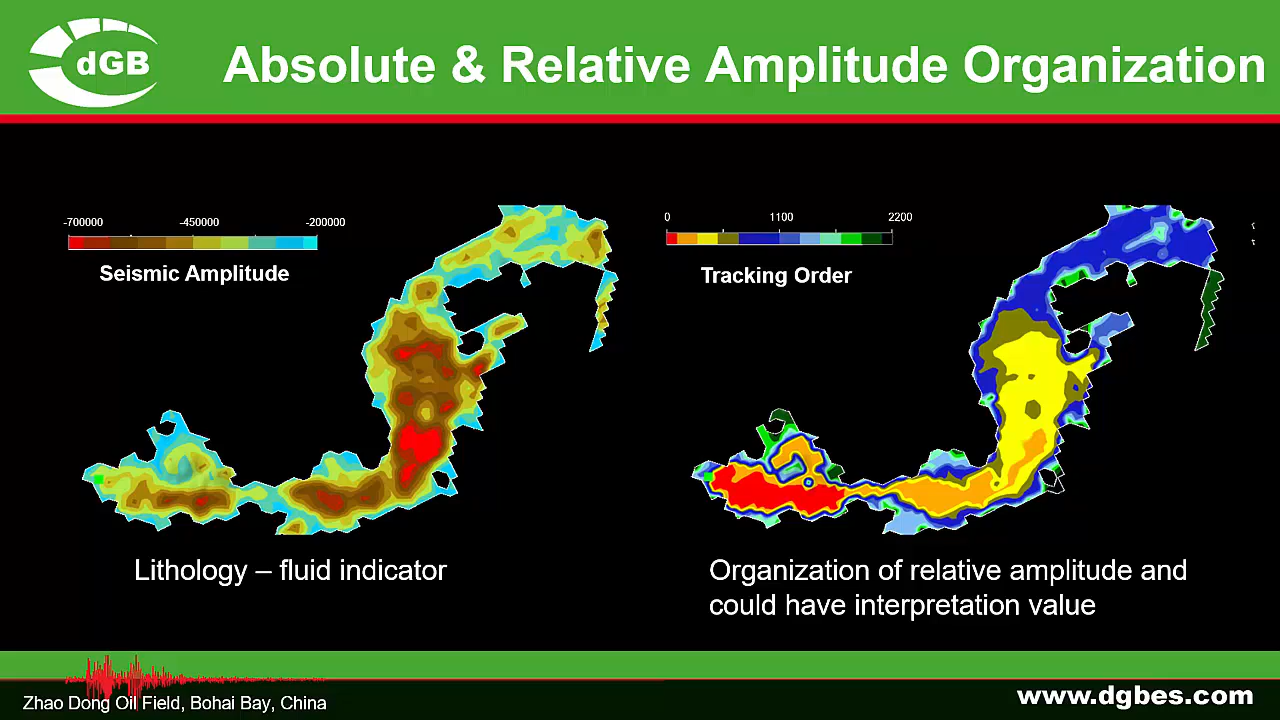 dGB
Absolute & Relative Amplitude Organization
-700000 -450000 -200000
Seismic Amplitude
0 1100 2200
Tracking Order
Lithology – fluid indicator
Organization of relative amplitude and
could have interpretation value
Zhao Dong Oil Field, Bohai Bay, China
www.dgbes.com